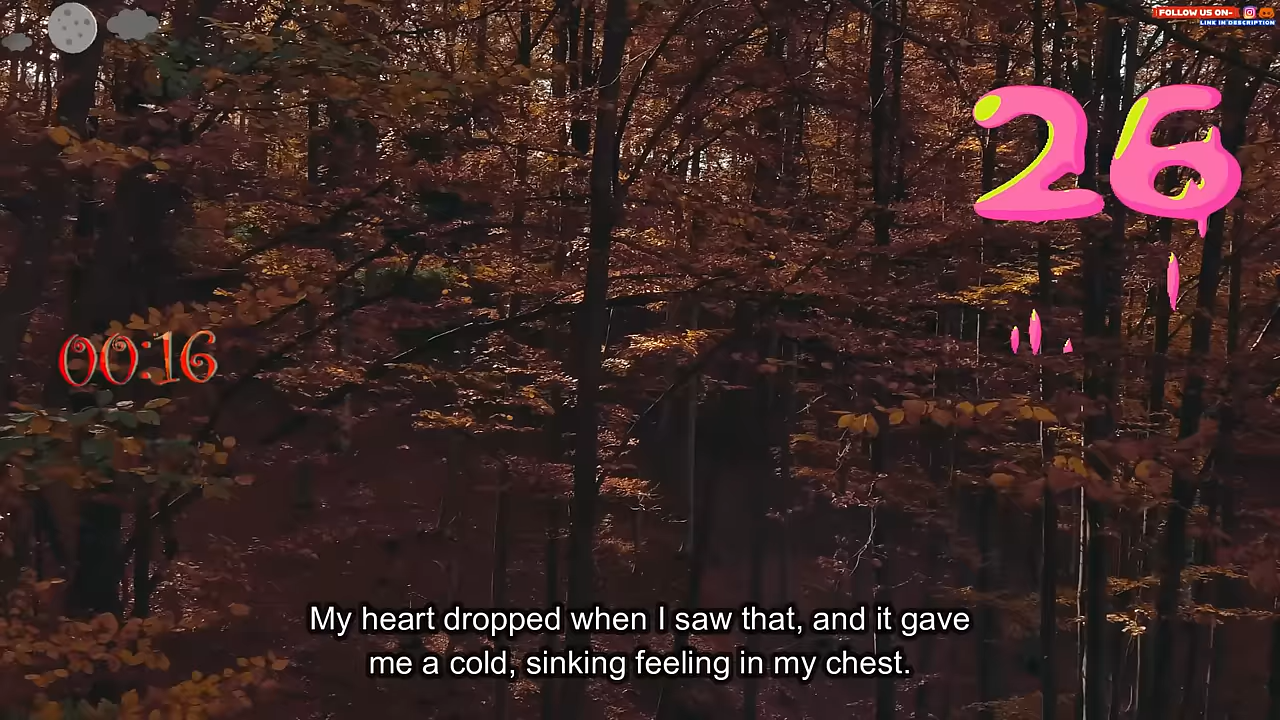 FOLLOW US ON-
LINK IN DESCRIPTION
26
00:16
My heart dropped when I saw that, and it gave
me a cold, sinking feeling in my chest.